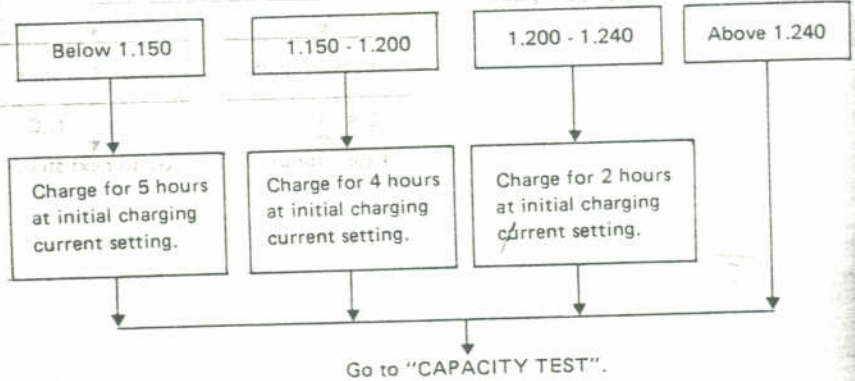 Below 1.150
1.150 - 1.200
1.200 - 1.240
Above 1.240
Charge for 5 hours
at initial charging
current setting.
Charge for 4 hours
at initial charging
current setting.
Charge for 2 hours
at initial charging
current setting.
Go to "CAPACITY TEST".